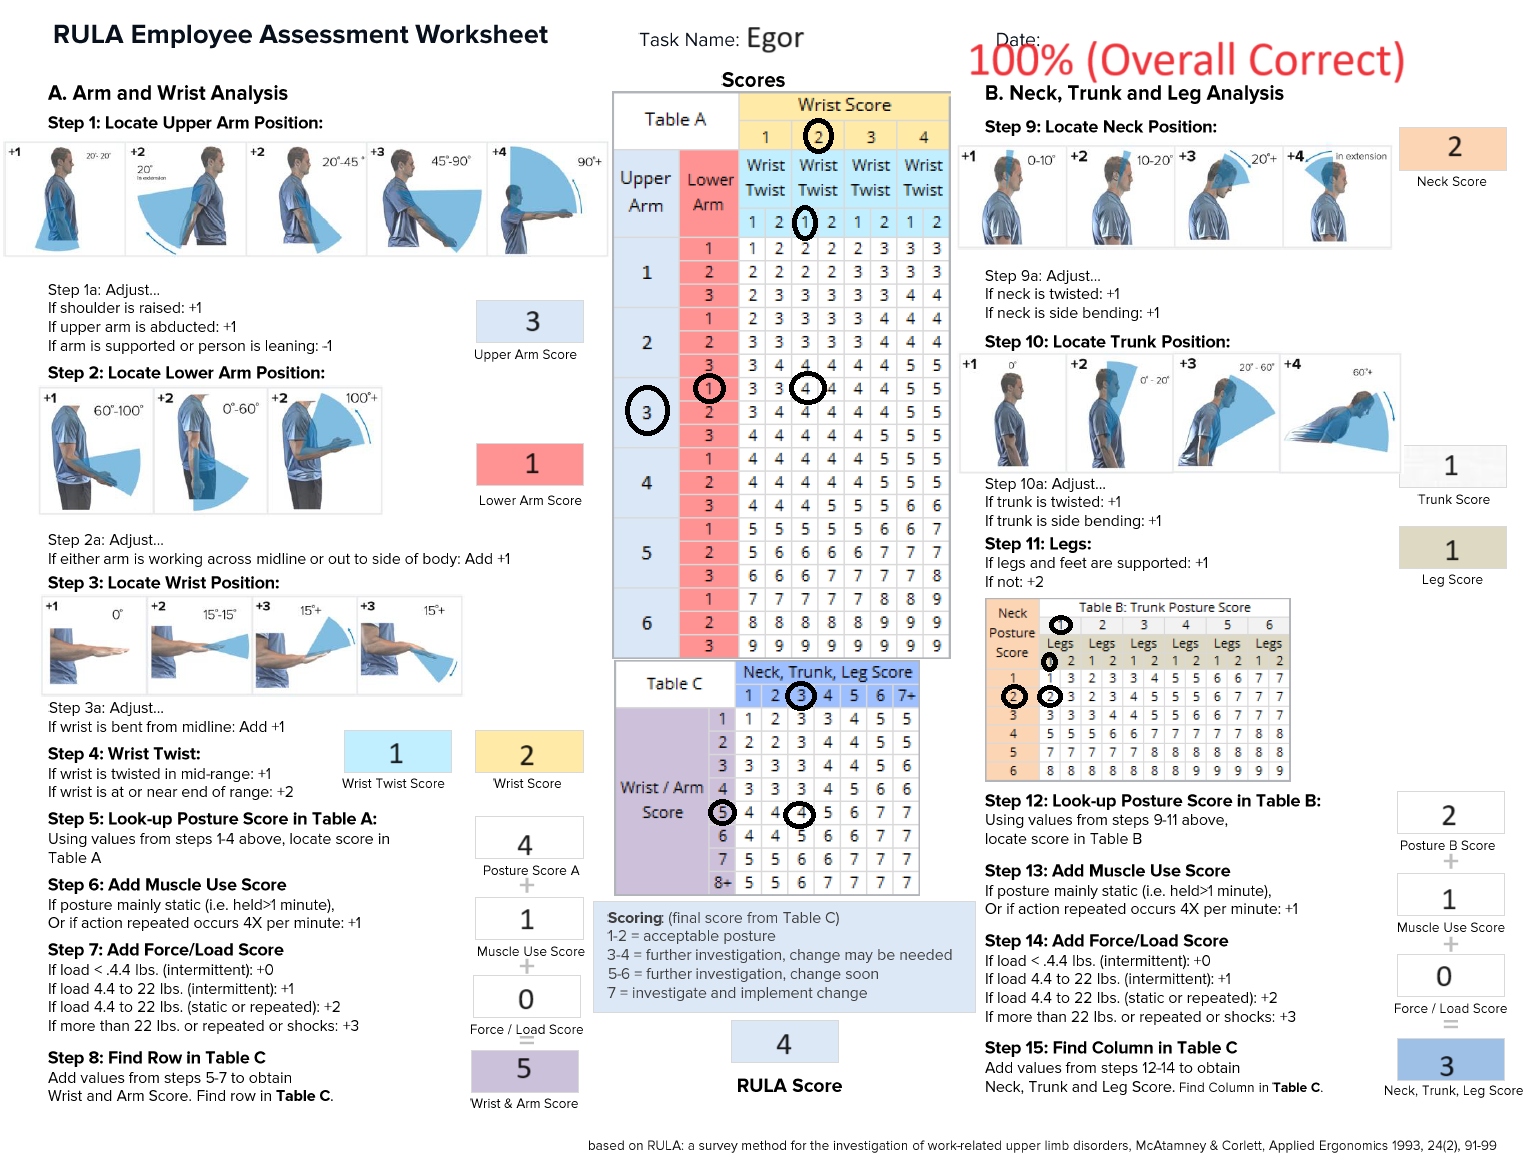 RULA Employee Assessment Worksheet
Task Name: Egor
Date:
100% (Overall Correct)
A. Arm and Wrist Analysis
Step 1: Locate Upper Arm Position:
+1 20°-20°
+2 20° in extension
+2 20°-45°
+3 45°-90°
+4 90°+
Step 1a: Adjust...
If shoulder is raised: +1
If upper arm is abducted: +1
If arm is supported or person is leaning: -1
3
Upper Arm Score
Step 2: Locate Lower Arm Position:
+1 60°-100°
+2 0°-60°
+2 100°+
1
Lower Arm Score
Step 2a: Adjust...
If either arm is working across midline or out to side of body: Add +1
Step 3: Locate Wrist Position:
+1 0°
+2 15°-15°
+3 15°+
+3 15°+
Step 3a: Adjust...
If wrist is bent from midline: Add +1
Step 4: Wrist Twist:
If wrist is twisted in mid-range: +1
If wrist is at or near end of range: +2
1
Wrist Twist Score
2
Wrist Score
Step 5: Look-up Posture Score in Table A:
Using values from steps 1-4 above, locate score in
Table A
4
Posture Score A
+
Step 6: Add Muscle Use Score
If posture mainly static (i.e. held>1 minute),
Or if action repeated occurs 4X per minute: +1
1
Muscle Use Score
+
Step 7: Add Force/Load Score
If load < .4.4 lbs. (intermittent): +0
If load 4.4 to 22 lbs. (intermittent): +1
If load 4.4 to 22 lbs. (static or repeated): +2
If more than 22 lbs. or repeated or shocks: +3
0
Force / Load Score
=
Step 8: Find Row in Table C
Add values from steps 5-7 to obtain
Wrist and Arm Score. Find row in Table C.
5
Wrist & Arm Score
Scores
Table A
Wrist Score
1 2 3 4
Upper Arm
Lower Arm
Wrist Twist Wrist Twist Wrist Twist Wrist Twist
1 2 1 2 1 2 1 2
1
1 1 2 2 2 2 3 3 3
2 2 2 2 2 3 3 3 3
3 2 3 3 3 3 3 4 4
2
1 2 3 3 3 3 4 4 4
2 3 3 3 3 3 4 4 4
3 3 4 4 4 4 4 5 5
3
1 3 3 4 4 4 4 5 5
2 3 4 4 4 4 4 5 5
3 4 4 4 4 4 5 5 5
4
1 4 4 4 4 4 5 5 5
2 4 4 4 4 4 5 5 5
3 4 4 4 5 5 5 6 6
5
1 5 5 5 5 5 6 6 7
2 5 6 6 6 6 7 7 7
3 6 6 6 7 7 7 7 8
6
1 7 7 7 7 7 8 8 9
2 8 8 8 8 8 9 9 9
3 9 9 9 9 9 9 9 9
Table C
Neck, Trunk, Leg Score
1 2 3 4 5 6 7+
Wrist / Arm Score
1 1 2 3 3 4 5 5
2 2 2 3 4 4 5 5
3 3 3 3 4 4 5 6
4 3 3 3 4 5 6 6
5 4 4 4 5 6 7 7
6 4 4 5 6 6 7 7
7 5 5 6 6 7 7 7
8+ 5 5 6 7 7 7 7
Scoring: (final score from Table C)
1-2 = acceptable posture
3-4 = further investigation, change may be needed
5-6 = further investigation, change soon
7 = investigate and implement change
4
RULA Score
B. Neck, Trunk and Leg Analysis
Step 9: Locate Neck Position:
+1 0-10°
+2 10-20°
+3 20°+
+4 in extension
2
Neck Score
Step 9a: Adjust...
If neck is twisted: +1
If neck is side bending: +1
Step 10: Locate Trunk Position:
+1 0°
+2 0°-20°
+3 20°-60°
+4 60°+
1
Trunk Score
Step 10a: Adjust...
If trunk is twisted: +1
If trunk is side bending: +1
Step 11: Legs:
If legs and feet are supported: +1
If not: +2
1
Leg Score
Neck Posture Score
Table B: Trunk Posture Score
1 2 3 4 5 6
Legs Legs Legs Legs Legs Legs
1 2 1 2 1 2 1 2 1 2 1 2
1 1 3 2 3 3 4 5 5 6 6 7 7
2 2 3 2 3 4 5 5 5 6 7 7 7
3 3 3 3 4 4 5 5 6 6 7 7 7
4 5 5 5 6 6 7 7 7 7 7 8 8
5 7 7 7 7 7 8 8 8 8 8 8 8
6 8 8 8 8 8 8 8 9 9 9 9 9
Step 12: Look-up Posture Score in Table B:
Using values from steps 9-11 above,
locate score in Table B
2
Posture B Score
+
Step 13: Add Muscle Use Score
If posture mainly static (i.e. held>1 minute),
Or if action repeated occurs 4X per minute: +1
1
Muscle Use Score
+
Step 14: Add Force/Load Score
If load < .4.4 lbs. (intermittent): +0
If load 4.4 to 22 lbs. (intermittent): +1
If load 4.4 to 22 lbs. (static or repeated): +2
If more than 22 lbs. or repeated or shocks: +3
0
Force / Load Score
=
Step 15: Find Column in Table C
Add values from steps 12-14 to obtain
Neck, Trunk and Leg Score. Find Column in Table C.
3
Neck, Trunk, Leg Score
based on RULA: a survey method for the investigation of work-related upper limb disorders, McAtamney & Corlett, Applied Ergonomics 1993, 24(2), 91-99